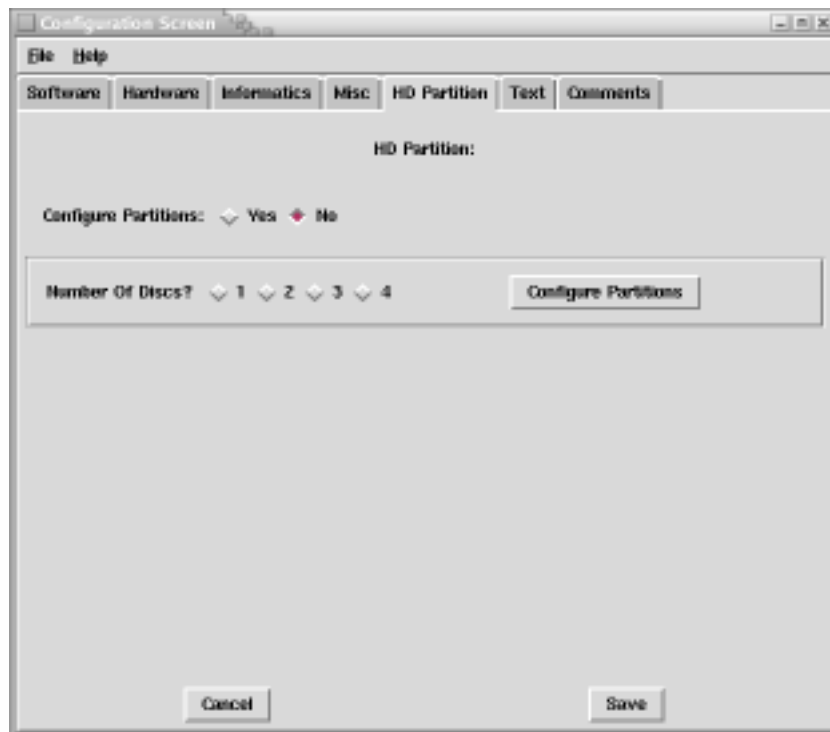 Configuration Screen
File Help
Software Hardware Informatics Misc HD Partition Text Comments
HD Partition:
Configure Partitions: Yes No
Number Of Discs? 1 2 3 4 Configure Partitions
Cancel Save